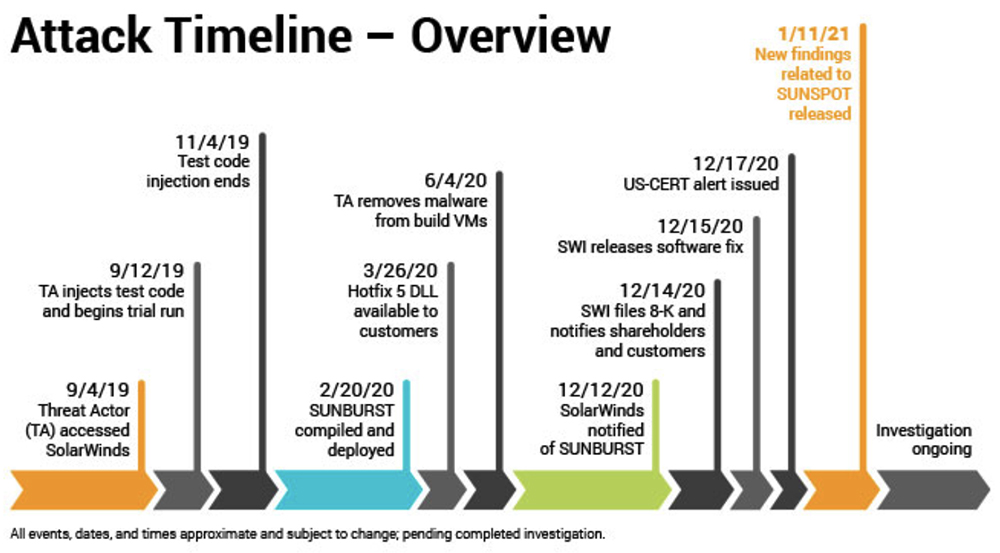 Attack Timeline – Overview
9/4/19
Threat Actor
(TA) accessed
SolarWinds
9/12/19
TA injects test code
and begins trial run
11/4/19
Test code
injection ends
2/20/20
SUNBURST
compiled and
deployed
3/26/20
Hotfix 5 DLL
available to
customers
6/4/20
TA removes malware
from build VMs
12/12/20
SolarWinds
notified
of SUNBURST
12/14/20
SWI files 8-K and
notifies shareholders
and customers
12/15/20
SWI releases software fix
12/17/20
US-CERT alert issued
1/11/21
New findings
related to
SUNSPOT
released
Investigation
ongoing
All events, dates, and times approximate and subject to change; pending completed investigation.